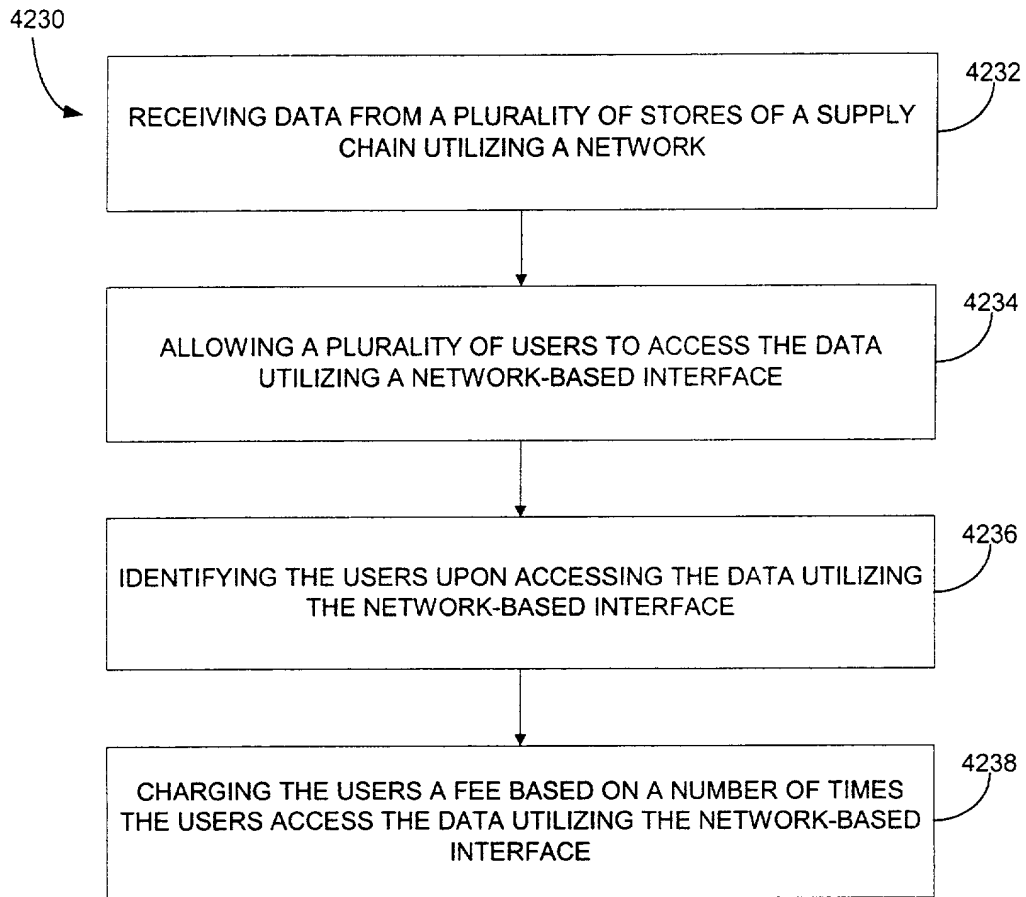 4230
4232
RECEIVING DATA FROM A PLURALITY OF STORES OF A SUPPLY
CHAIN UTILIZING A NETWORK
4234
ALLOWING A PLURALITY OF USERS TO ACCESS THE DATA
UTILIZING A NETWORK-BASED INTERFACE
4236
IDENTIFYING THE USERS UPON ACCESSING THE DATA UTILIZING
THE NETWORK-BASED INTERFACE
4238
CHARGING THE USERS A FEE BASED ON A NUMBER OF TIMES
THE USERS ACCESS THE DATA UTILIZING THE NETWORK-BASED
INTERFACE